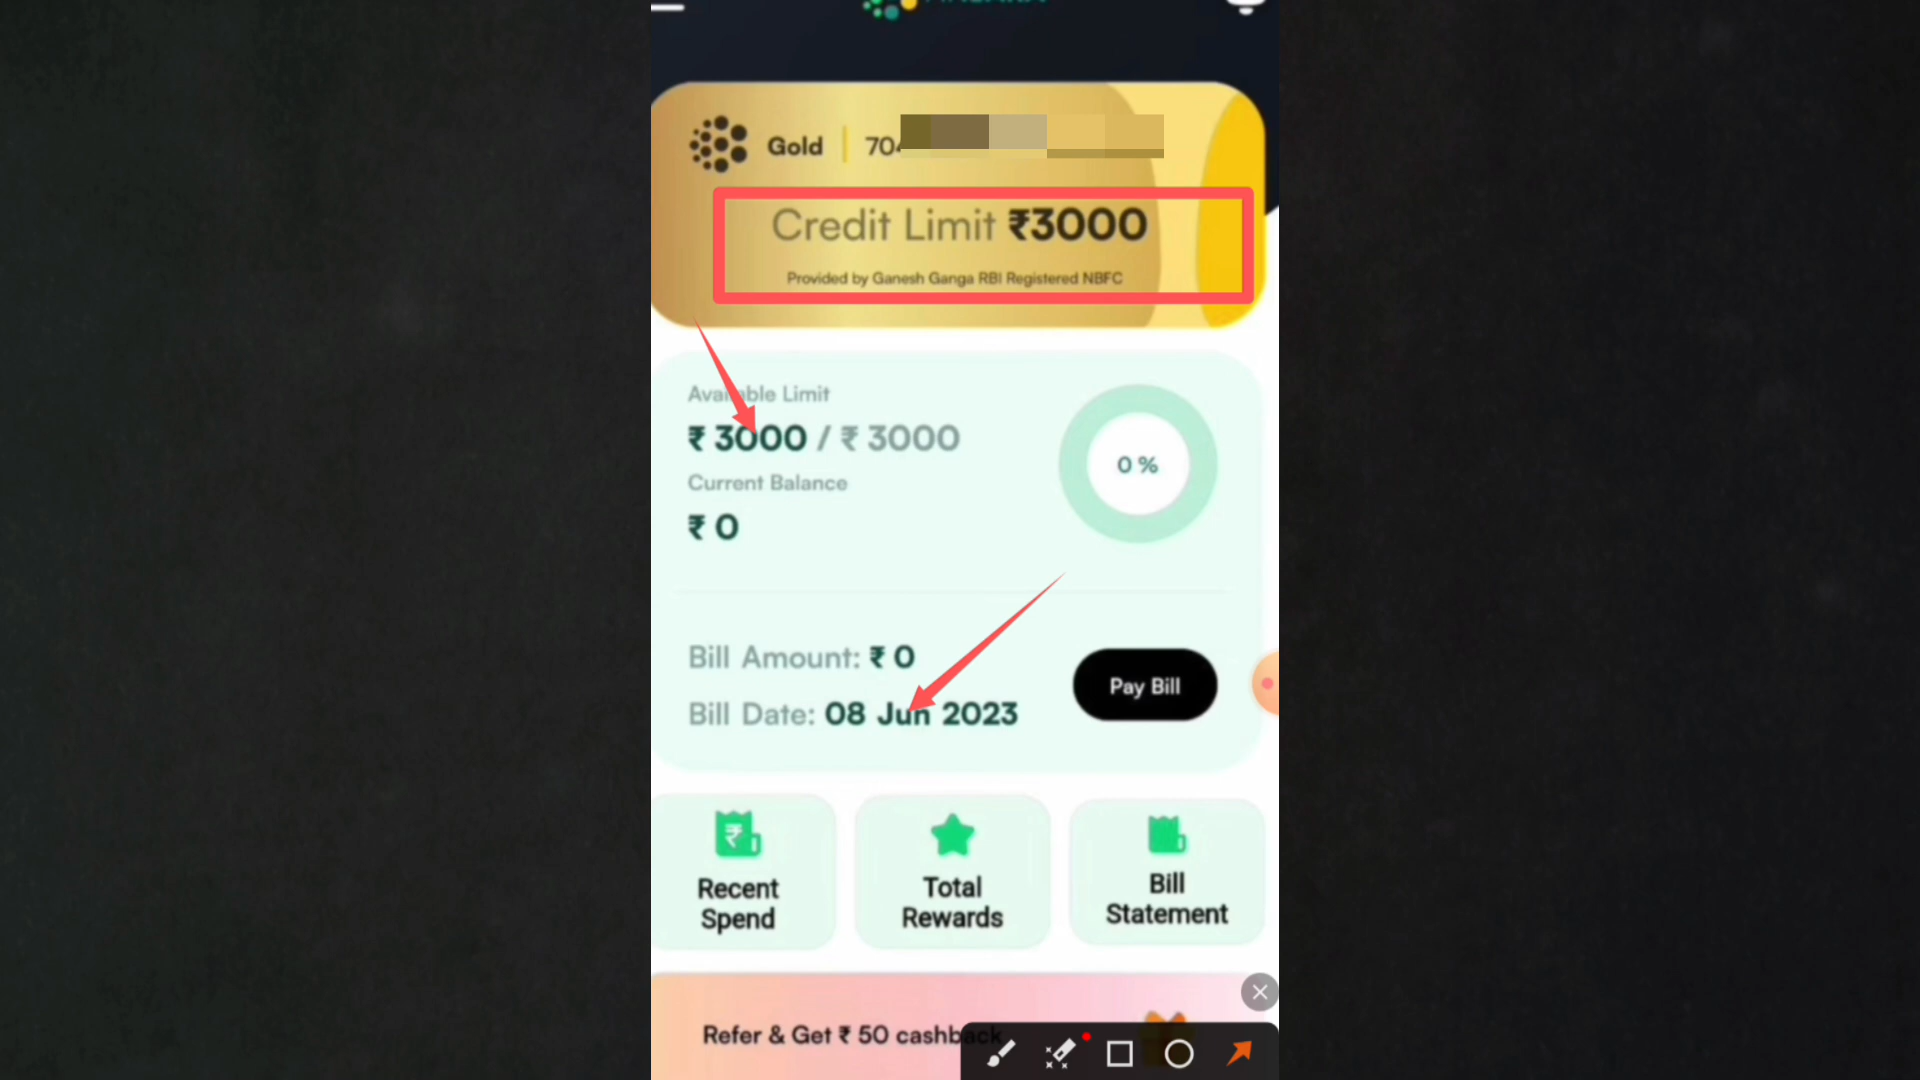 Gold
Credit Limit ₹3000
Provided by Ganesh Ganga RBI Registered NBFC
Available Limit
₹ 3000 / ₹ 3000
0 %
Current Balance
₹ 0
Bill Amount: ₹ 0
Pay Bill
Bill Date: 08 Jun 2023
Recent
Spend
Total
Rewards
Bill
Statement
Refer & Get ₹ 50 cashback